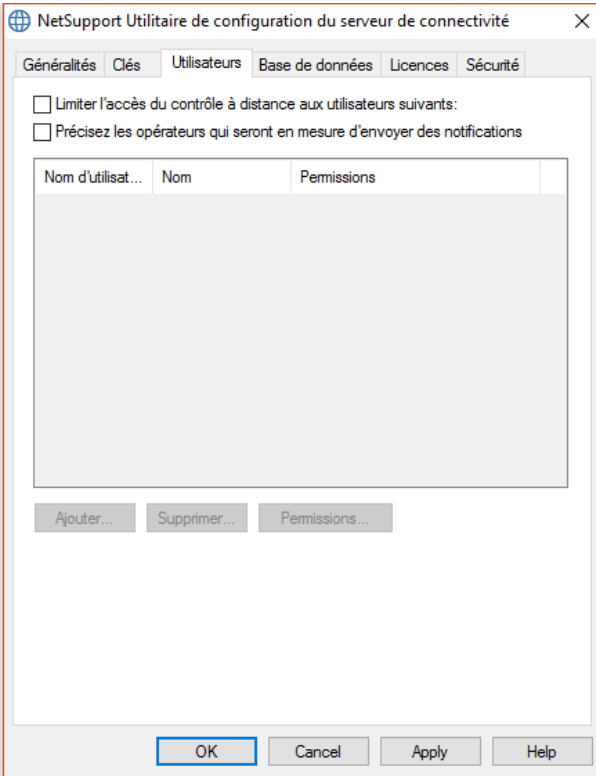 NetSupport Utilitaire de configuration du serveur de connectivité
Généralités Clés Utilisateurs Base de données Licences Sécurité
Limiter l'accès du contrôle à distance aux utilisateurs suivants:
Précisez les opérateurs qui seront en mesure d'envoyer des notifications
Nom d'utilisat... Nom Permissions
Ajouter... Supprimer... Permissions...
OK Cancel Apply Help